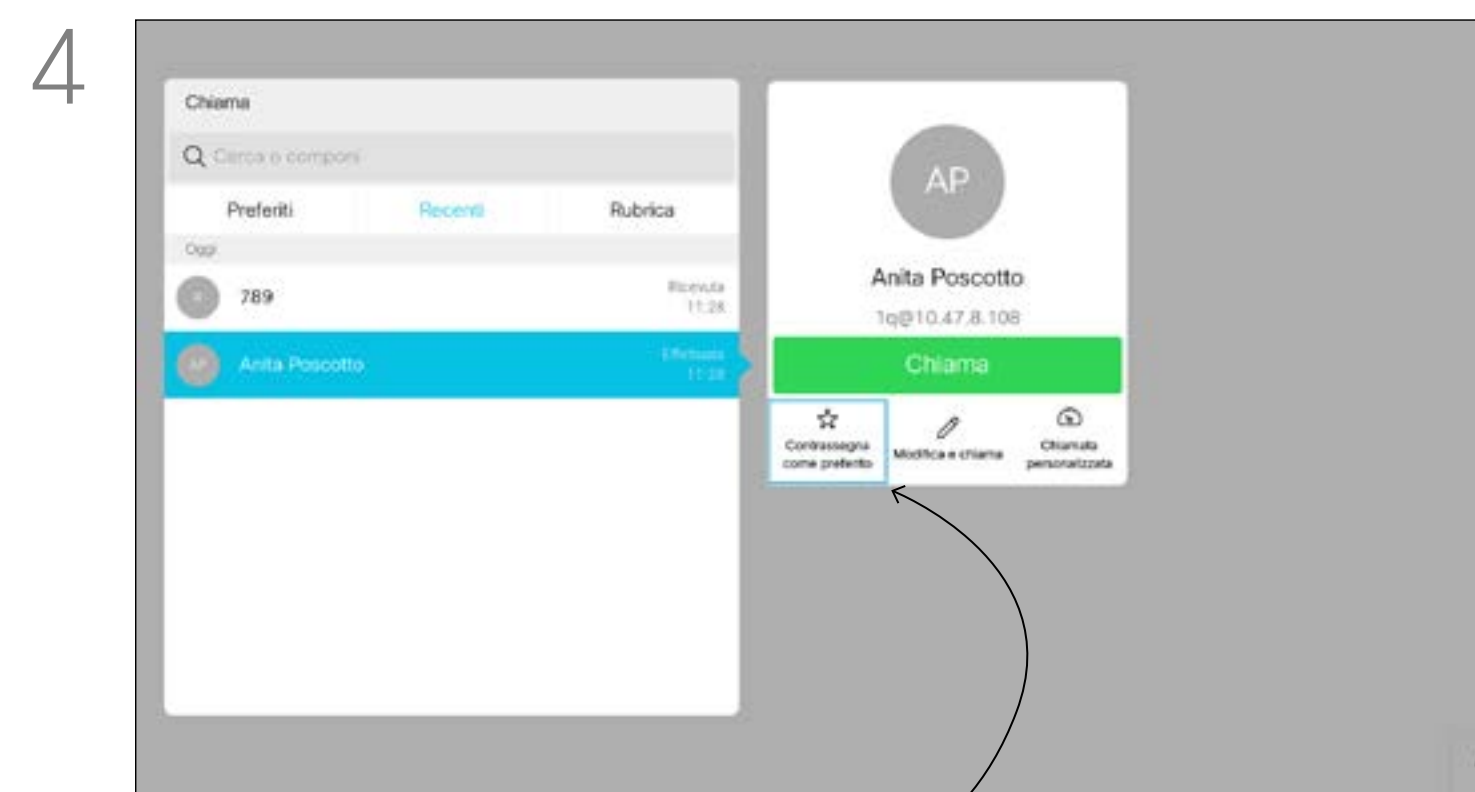 4
Chiama
Cerca o componi
Preferiti Recenti Rubrica
Oggi
789 Ricevuta
11:28
AP Anita Poscotto Effettuata
11:28
AP
Anita Poscotto
1q@10.47.8.108
Chiama
Contrassegna
come preferito
Modifica e chiama
Chiamata
personalizzata